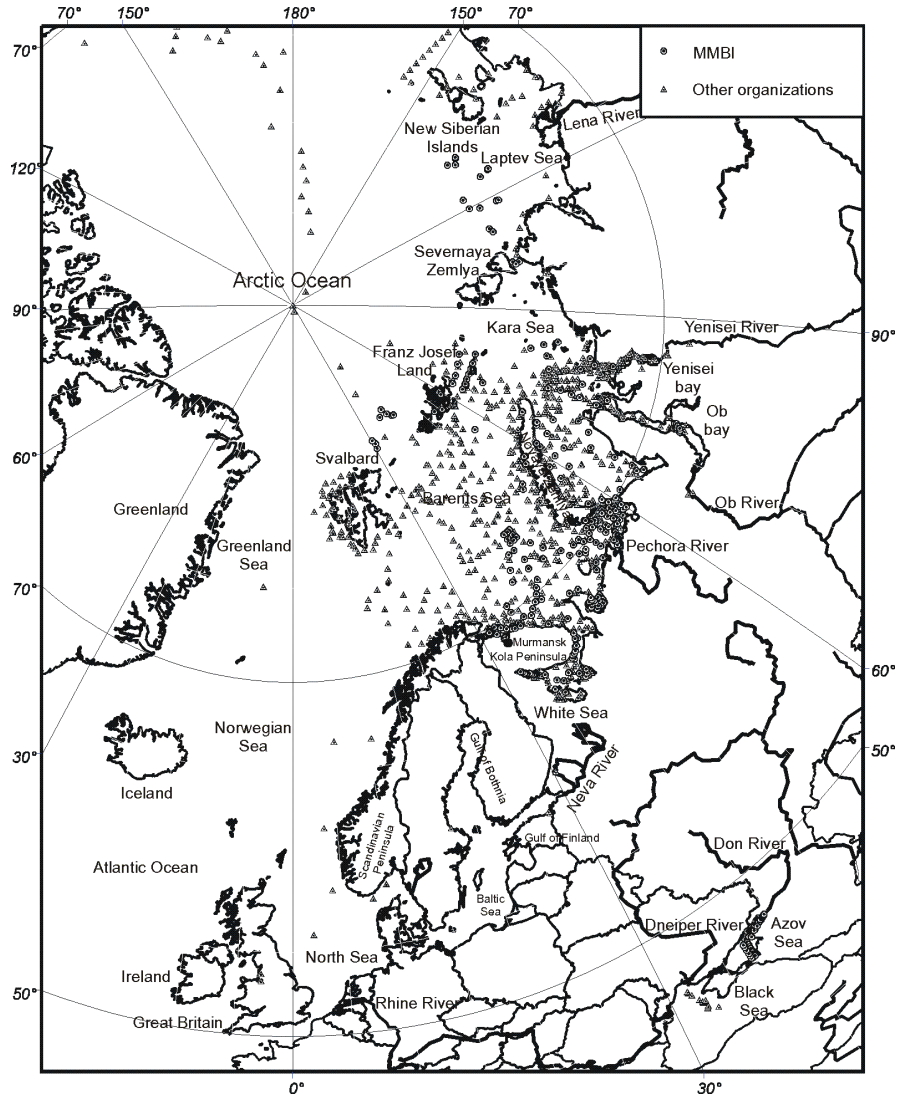 70° 150° 180° 150° 70°
70°
MMBI
Other organizations
Lena River
New Siberian
Islands
Laptev Sea
120°
Severnaya
Zemlya
Arctic Ocean
90°
Kara Sea
Yenisei River
90°
Franz Josef
Land
Yenisei
bay
Ob
bay
60°
Svalbard
Novaya Zemlya
Barents Sea
Greenland
Ob River
Greenland
Sea
Pechora River
70°
Murmansk
Kola Peninsula
60°
White Sea
Norwegian
Sea
50°
30°
Gulf of Bothnia
Neva River
Iceland
Gulf of Finland
Don River
Scandinavian
Peninsula
Atlantic Ocean
Baltic
Sea
Dneiper River
Azov
Sea
North Sea
Ireland
50°
Rhine River
Black
Sea
Great Britain
0° 30°